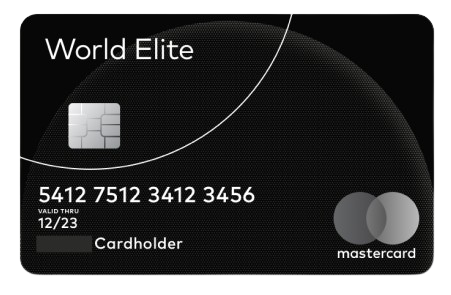 World Elite
5412 7512 3412 3456
VALID THRU
12/23
Cardholder
mastercard